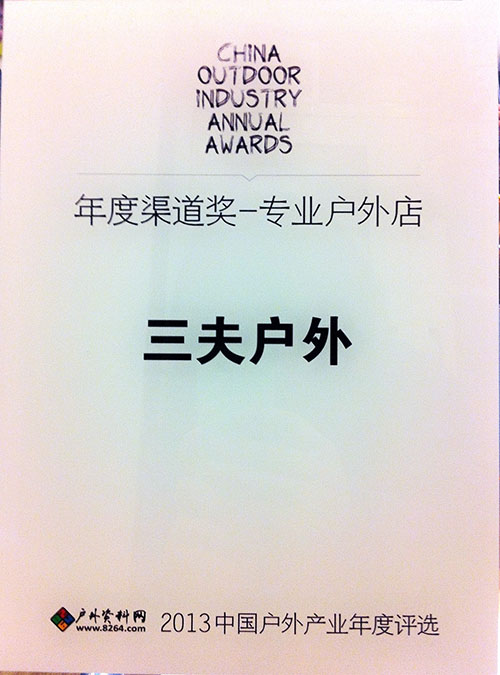 CHINA
OUTDOOR
INDUSTRY
ANNUAL
AWARDS
年度渠道奖-专业户外店
三夫户外
户外资料网
www.8264.com
2013中国户外产业年度评选